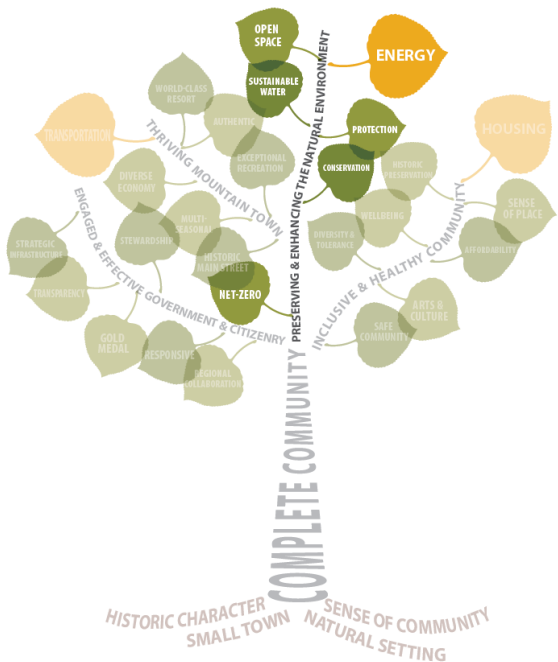 OPEN
SPACE
ENERGY
SUSTAINABLE
WATER
WORLD-CLASS
RESORT
AUTHENTIC
TRANSPORTATION
PROTECTION
HOUSING
THRIVING MOUNTAIN TOWN
EXCEPTIONAL
RECREATION
CONSERVATION
HISTORIC
PRESERVATION
DIVERSE
ECONOMY
MULTI-
SEASONAL
WELLBEING
SENSE
OF PLACE
STRATEGIC
INFRASTRUCTURE
STEWARDSHIP
HISTORIC
MAIN STREET
DIVERSITY &
TOLERANCE
AFFORDABILITY
TRANSPARENCY
NET-ZERO
PRESERVING & ENHANCING THE NATURAL ENVIRONMENT
INCLUSIVE & HEALTHY COMMUNITY
ENGAGED & EFFECTIVE GOVERNMENT & CITIZENRY
ARTS &
CULTURE
SAFE
COMMUNITY
GOLD
MEDAL
RESPONSIVE
REGIONAL
COLLABORATION
COMPLETE COMMUNITY
HISTORIC CHARACTER
SMALL TOWN
SENSE OF COMMUNITY
NATURAL SETTING